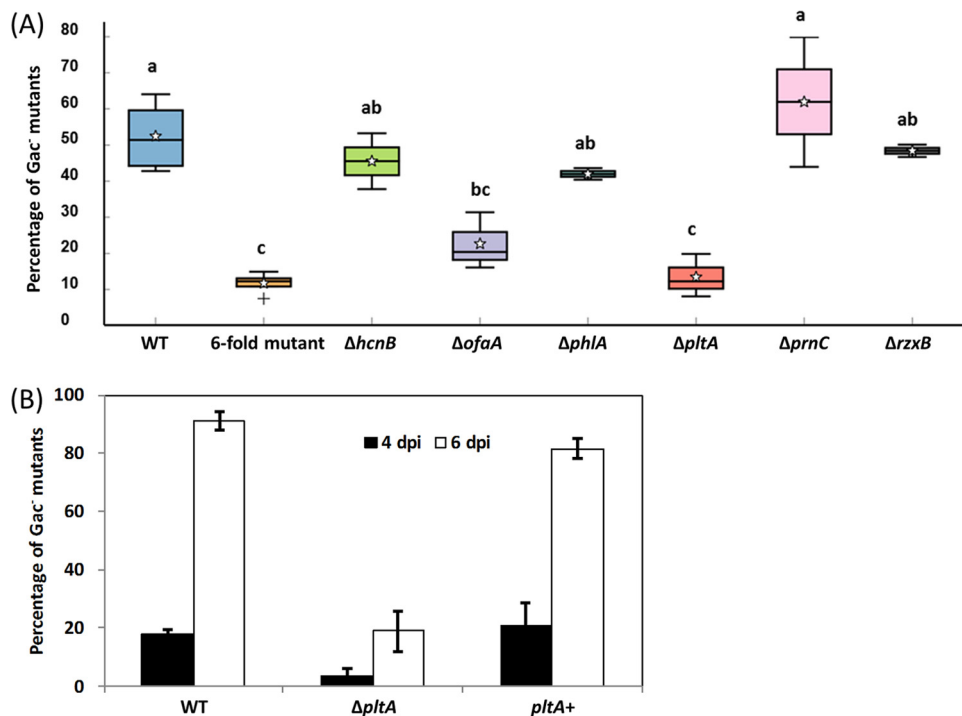 (A)
Percentage of Gac⁻ mutants
80
70
60
50
40
30
20
10
0
a
c
ab
bc
ab
c
a
ab
WT
6-fold mutant
ΔhcnB
ΔofaA
ΔphlA
ΔpltA
ΔprnC
ΔrzxB
(B)
Percentage of Gac⁻ mutants
100
80
60
40
20
0
4 dpi 6 dpi
WT
ΔpltA
pltA+